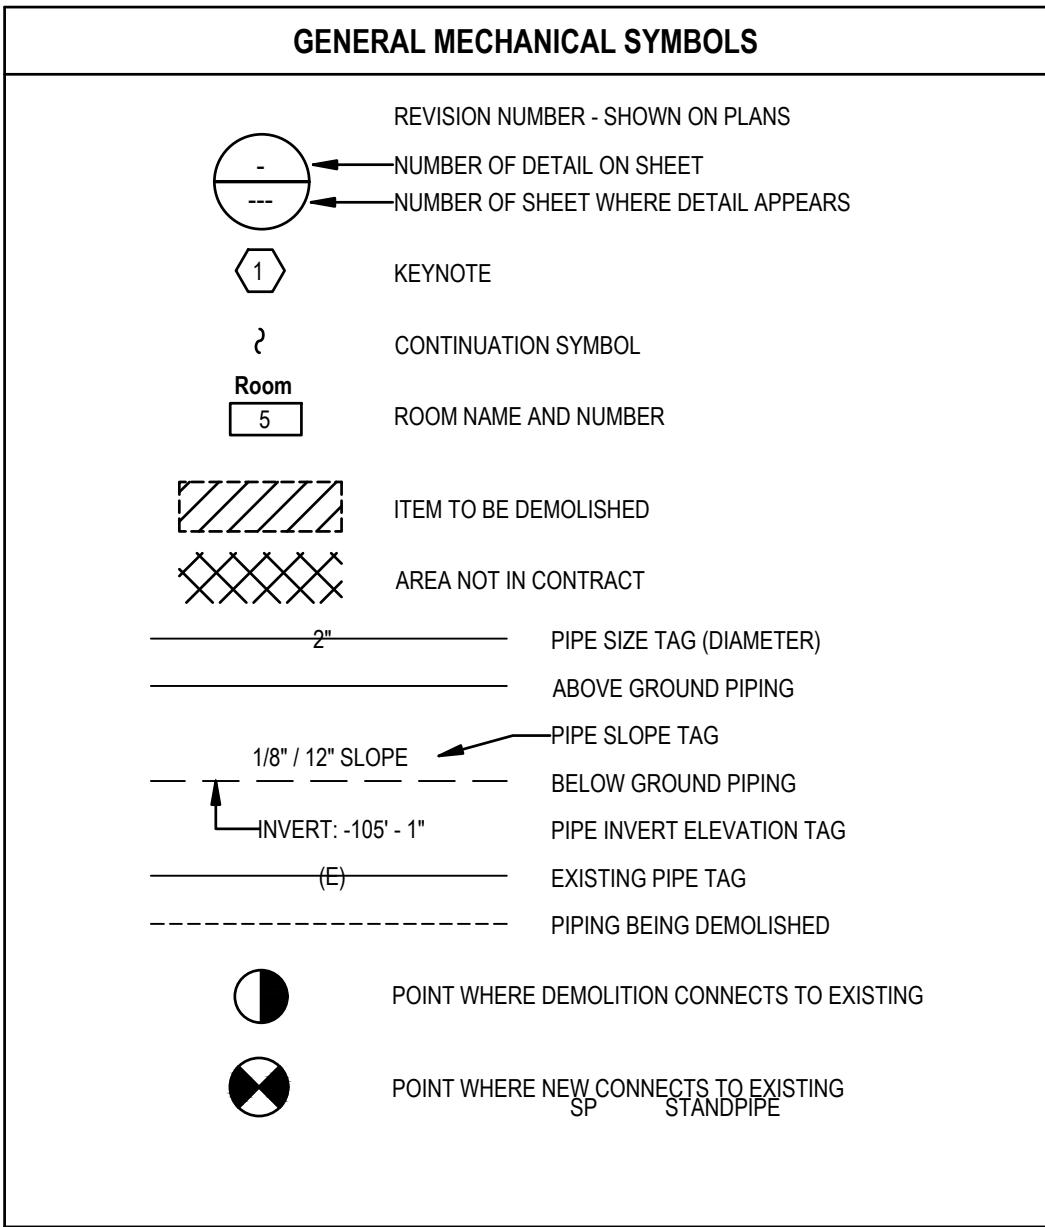 GENERAL MECHANICAL SYMBOLS
REVISION NUMBER - SHOWN ON PLANS
- NUMBER OF DETAIL ON SHEET
--- NUMBER OF SHEET WHERE DETAIL APPEARS
1 KEYNOTE
CONTINUATION SYMBOL
Room
5 ROOM NAME AND NUMBER
ITEM TO BE DEMOLISHED
AREA NOT IN CONTRACT
2" PIPE SIZE TAG (DIAMETER)
ABOVE GROUND PIPING
PIPE SLOPE TAG
1/8" / 12" SLOPE
BELOW GROUND PIPING
INVERT: -105' - 1" PIPE INVERT ELEVATION TAG
(E) EXISTING PIPE TAG
PIPING BEING DEMOLISHED
POINT WHERE DEMOLITION CONNECTS TO EXISTING
POINT WHERE NEW CONNECTS TO EXISTING
SP STANDPIPE